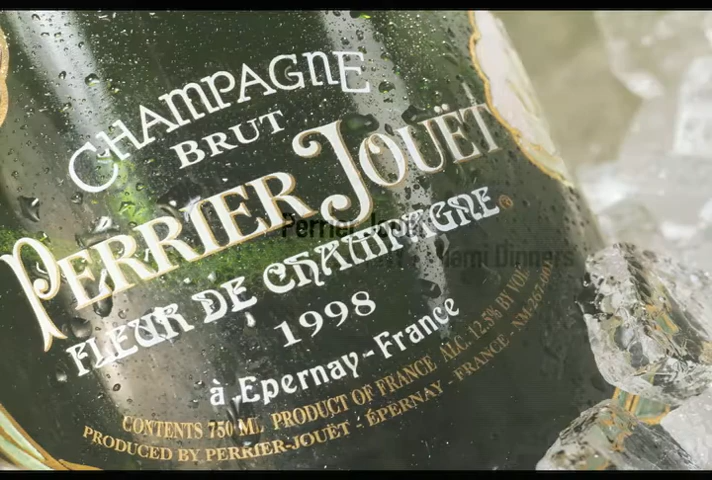 CHAMPAGNE
BRUT
PERRIER JOUËT
FLEUR DE CHAMPAGNE®
1998
à Epernay-France
CONTENTS 750 ML PRODUCT OF FRANCE ALC. 12.5% BY VOL
PRODUCED BY PERRIER-JOUËT - ÉPERNAY - FRANCE
Perrier
Miami Dinners